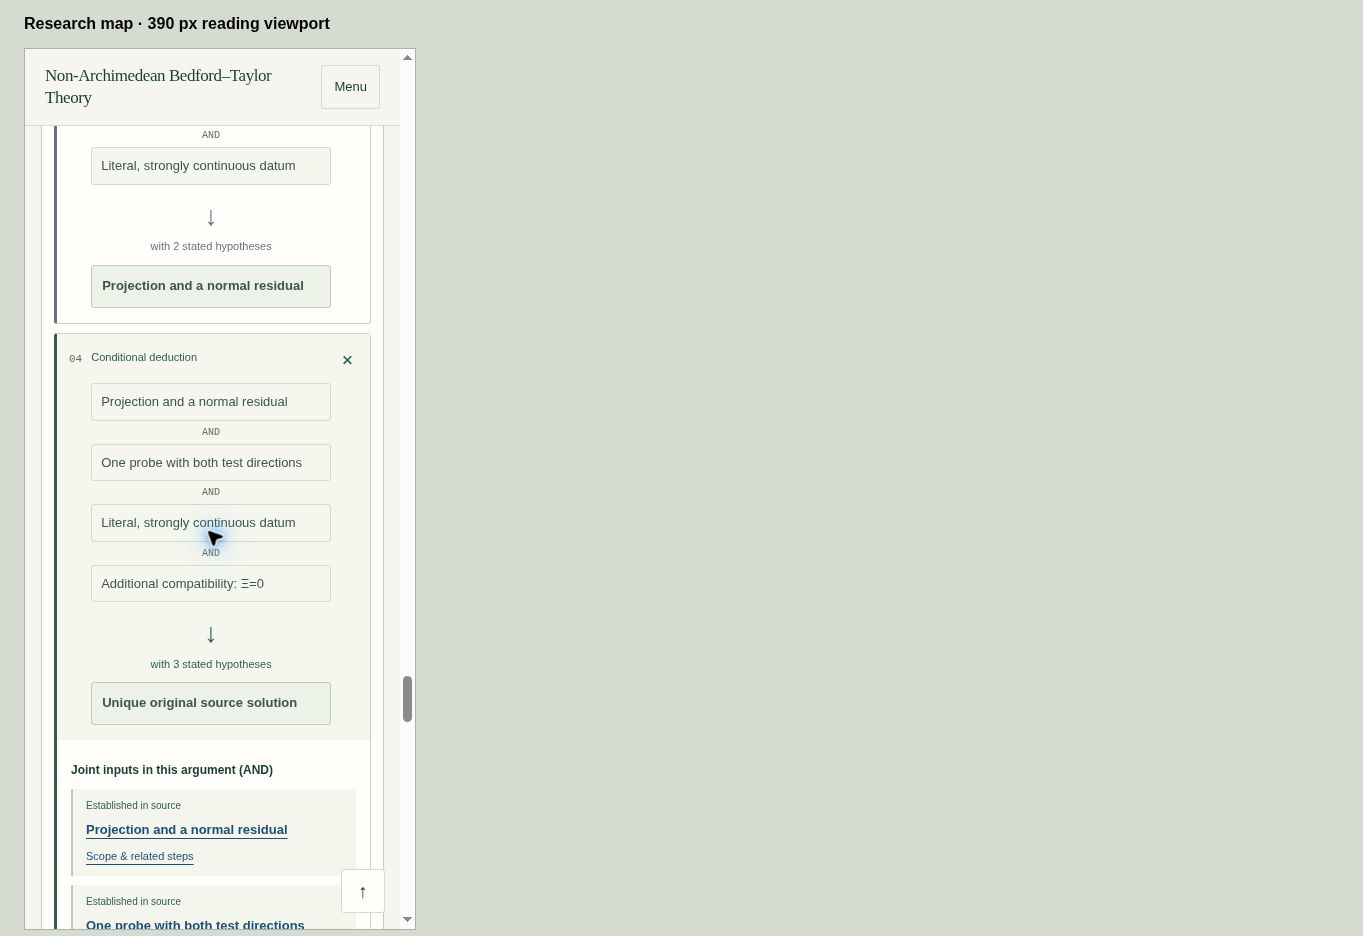 Research map · 390 px reading viewport
Non-Archimedean Bedford–Taylor
Theory
Menu
AND
Literal, strongly continuous datum
↓
with 2 stated hypotheses
Projection and a normal residual
04 Conditional deduction ×
Projection and a normal residual
AND
One probe with both test directions
AND
Literal, strongly continuous datum
AND
Additional compatibility: Ξ=0
↓
with 3 stated hypotheses
Unique original source solution
Joint inputs in this argument (AND)
Established in source
Projection and a normal residual
Scope & related steps
↑
Established in source
One probe with both test directions